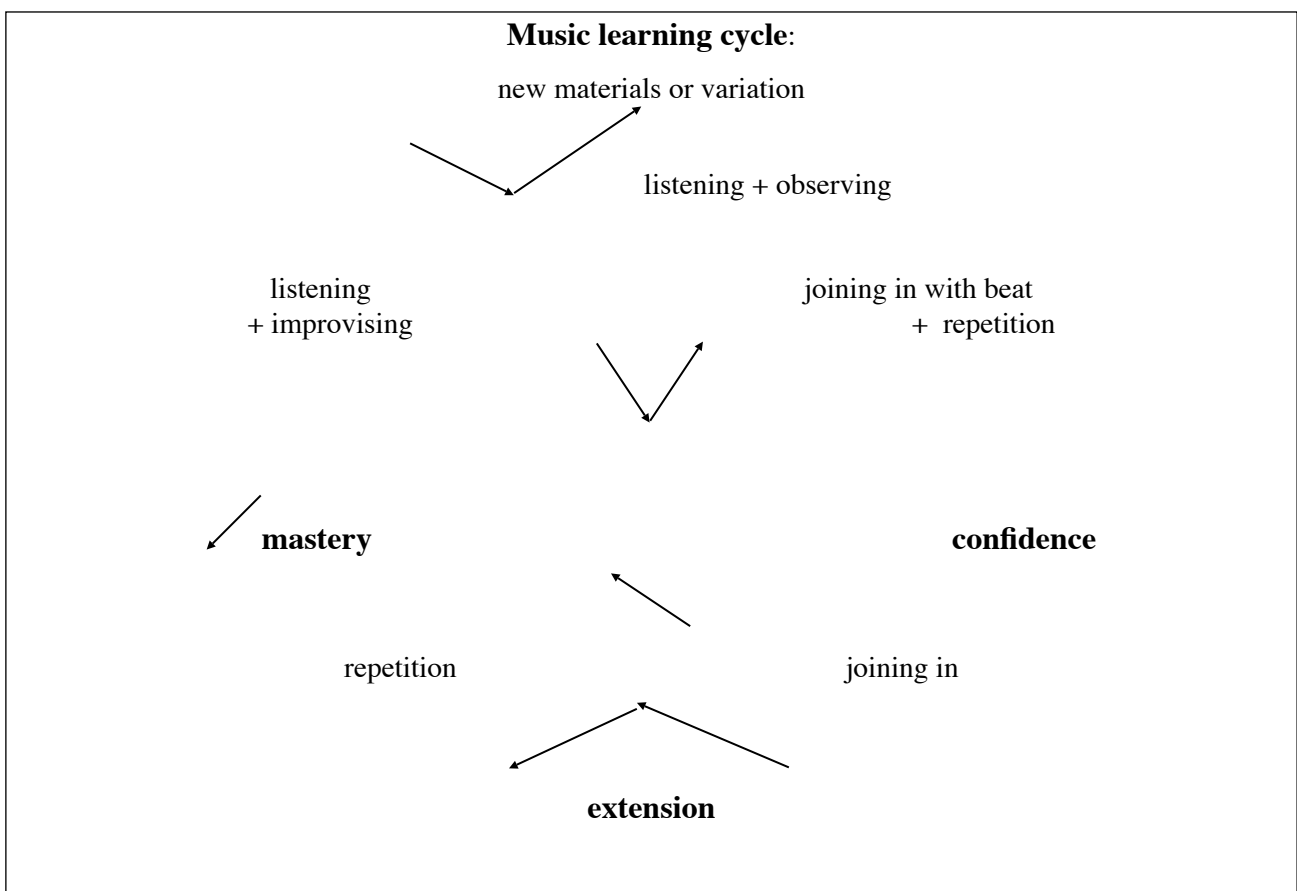 Music learning cycle:
new materials or variation
listening + observing
listening
+ improvising
joining in with beat
+ repetition
mastery
confidence
repetition
joining in
extension